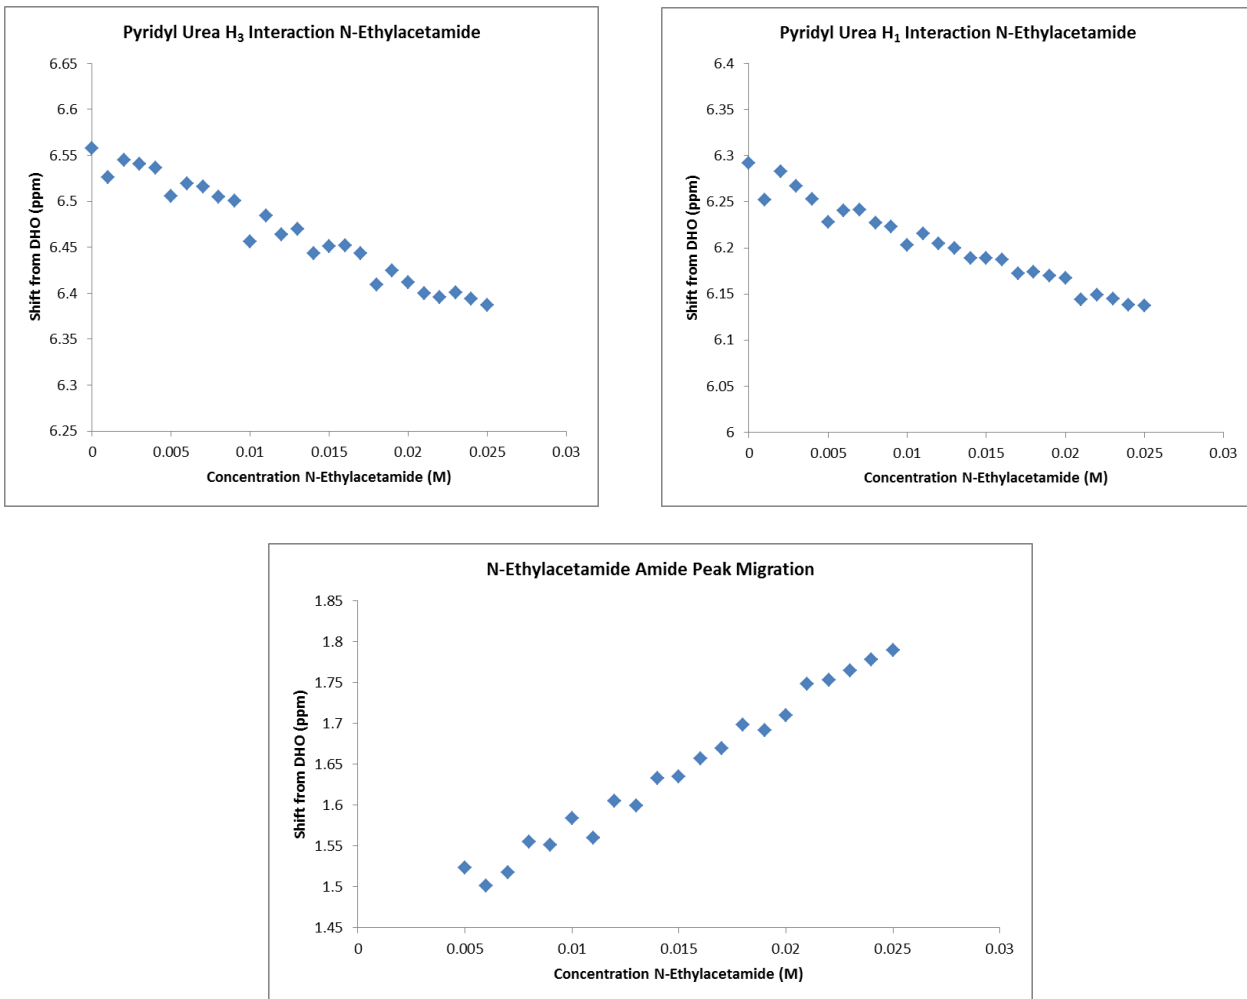 Pyridyl Urea H3 Interaction N-Ethylacetamide
6.65
6.6
6.55
6.5
6.45
6.4
6.35
6.3
6.25
Shift from DHO (ppm)
0 0.005 0.01 0.015 0.02 0.025 0.03
Concentration N-Ethylacetamide (M)
Pyridyl Urea H1 Interaction N-Ethylacetamide
6.4
6.35
6.3
6.25
6.2
6.15
6.1
6.05
6
Shift from DHO (ppm)
0 0.005 0.01 0.015 0.02 0.025 0.03
Concentration N-Ethylacetamide (M)
N-Ethylacetamide Amide Peak Migration
1.85
1.8
1.75
1.7
1.65
1.6
1.55
1.5
1.45
Shift from DHO (ppm)
0 0.005 0.01 0.015 0.02 0.025 0.03
Concentration N-Ethylacetamide (M)